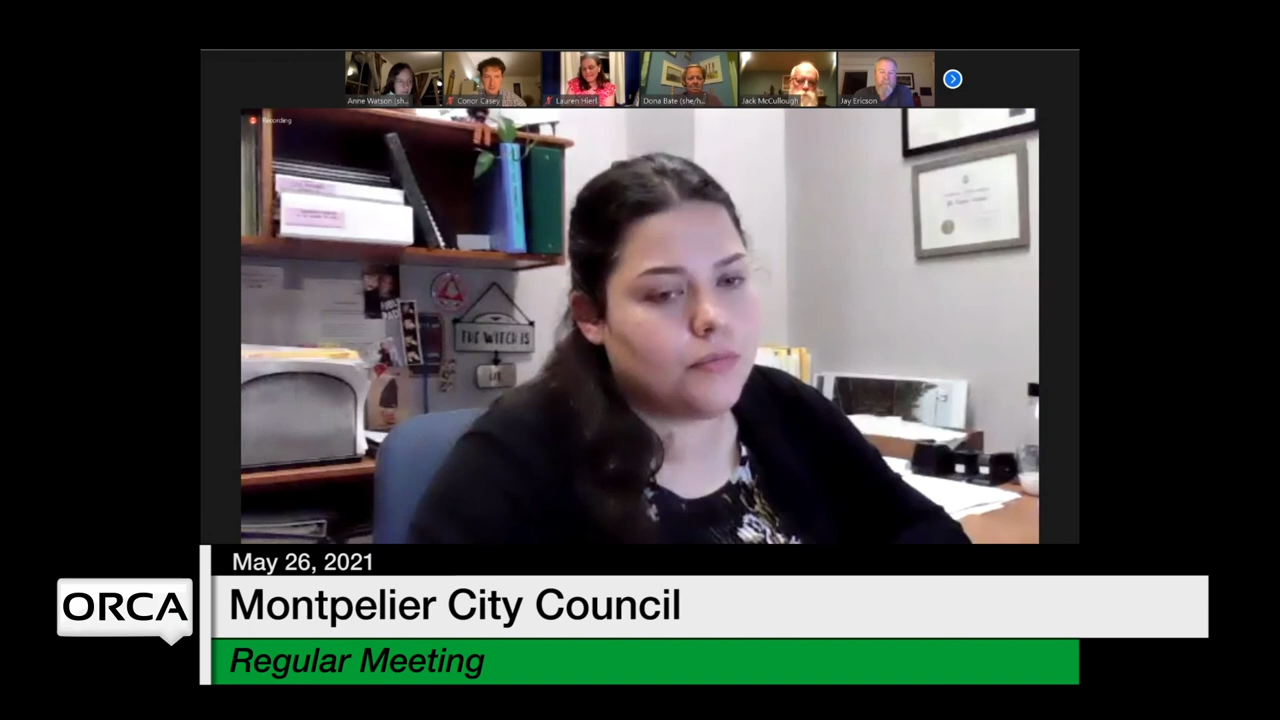 Anne Watson (sh...
Conor Casey
Lauren Hierl
Dona Bate (she/h...
Jack McCullough
Jay Ericson
Recording
THE WITCH IS
May 26, 2021
ORCA
Montpelier City Council
Regular Meeting